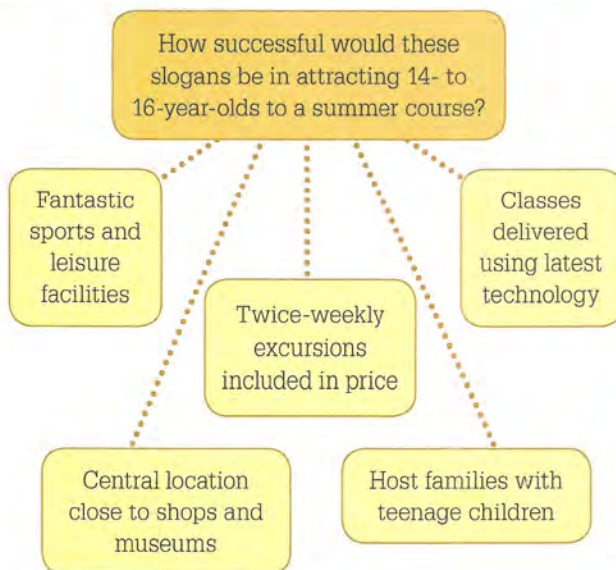 How successful would these
slogans be in attracting 14- to
16-year-olds to a summer course?
Fantastic
sports and
leisure
facilities
Classes
delivered
using latest
technology
Twice-weekly
excursions
included in price
Central location
close to shops and
museums
Host families with
teenage children